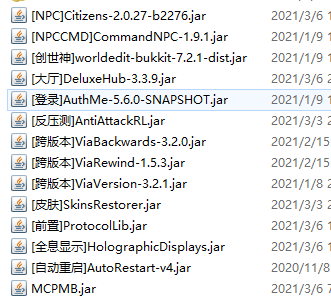 [NPC]Citizens-2.0.27-b2276.jar 2021/3/6 1
[NPCCMD]CommandNPC-1.9.1.jar 2021/1/9 1
[创世神]worldedit-bukkit-7.2.1-dist.jar 2021/1/9 1
[大厅]DeluxeHub-3.3.9.jar 2021/3/6 2
[登录]AuthMe-5.6.0-SNAPSHOT.jar 2021/1/9 1
[反压测]AntiAttackRL.jar 2021/3/3 2
[跨版本]ViaBackwards-3.2.0.jar 2021/2/15
[跨版本]ViaRewind-1.5.3.jar 2021/2/15
[跨版本]ViaVersion-3.2.1.jar 2021/1/8 2
[皮肤]SkinsRestorer.jar 2021/3/3 2
[前置]ProtocolLib.jar 2021/3/6 1
[全息显示]HolographicDisplays.jar 2021/3/6 1
[自动重启]AutoRestart-v4.jar 2020/11/8
MCPMB.jar 2021/3/6 7